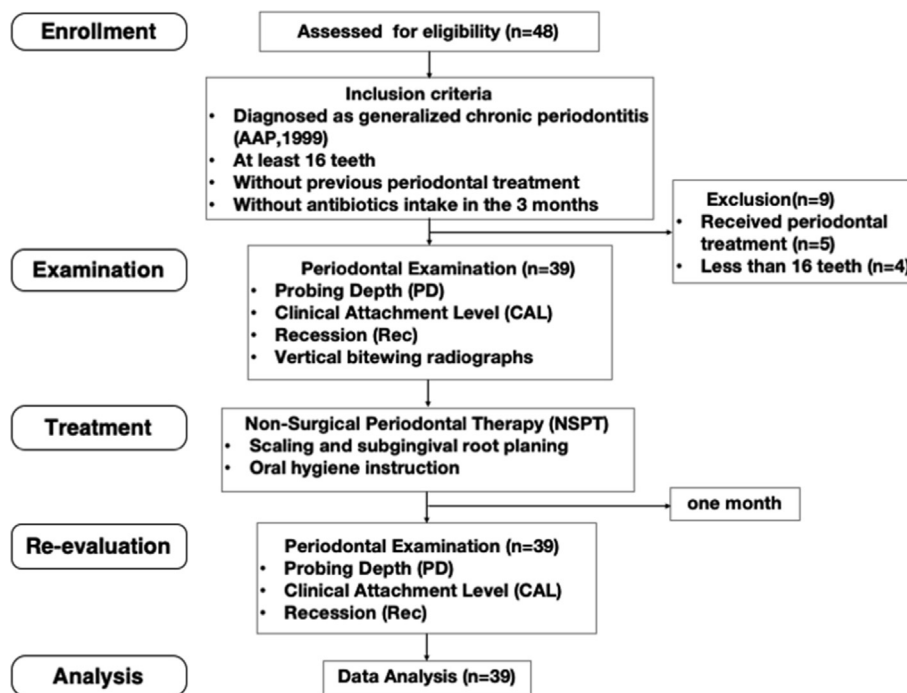 Enrollment
Assessed for eligibility (n=48)
Inclusion criteria
• Diagnosed as generalized chronic periodontitis
(AAP,1999)
• At least 16 teeth
• Without previous periodontal treatment
• Without antibiotics intake in the 3 months
Exclusion(n=9)
• Received periodontal
treatment (n=5)
• Less than 16 teeth (n=4)
Examination
Periodontal Examination (n=39)
• Probing Depth (PD)
• Clinical Attachment Level (CAL)
• Recession (Rec)
• Vertical bitewing radiographs
Treatment
Non-Surgical Periodontal Therapy (NSPT)
• Scaling and subgingival root planing
• Oral hygiene instruction
one month
Re-evaluation
Periodontal Examination (n=39)
• Probing Depth (PD)
• Clinical Attachment Level (CAL)
• Recession (Rec)
Analysis
Data Analysis (n=39)